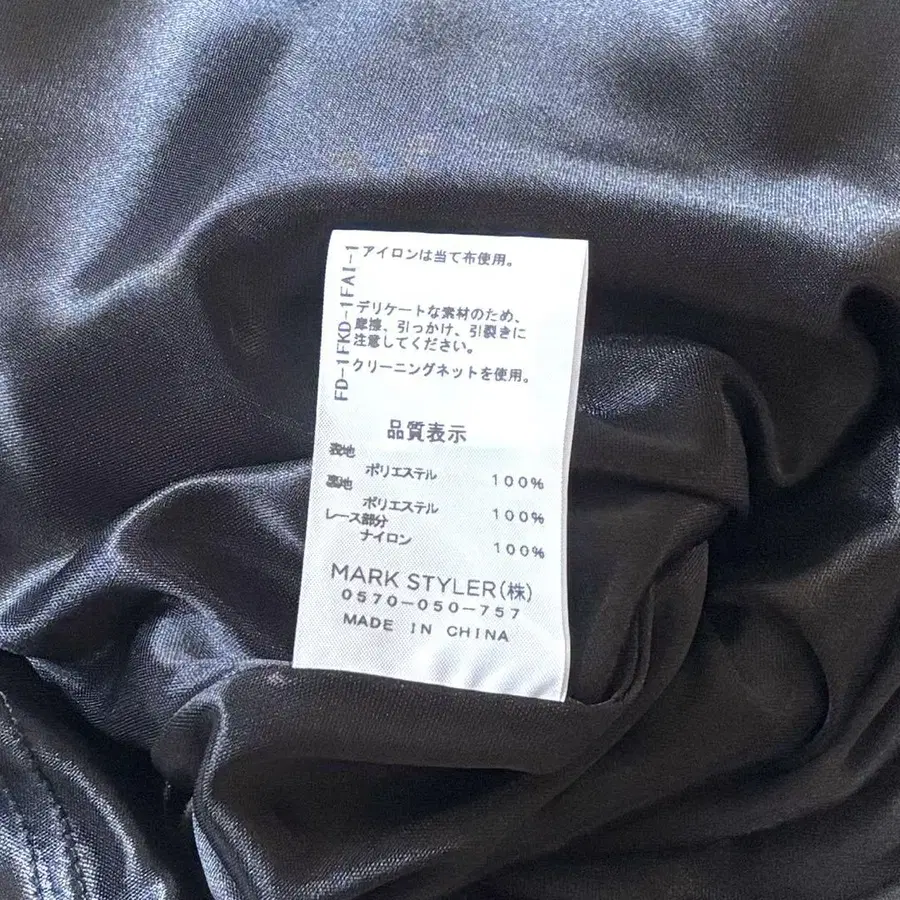 アイロンは当て布使用。
デリケートな素材のため、
摩擦、引っかけ、引裂きに
注意してください。
クリーニングネットを使用。
FD-1FKD-1FAI-1
品質表示
表地
ポリエステル 100%
裏地
ポリエステル 100%
レース部分
ナイロン 100%
MARK STYLER(株)
0570-050-757
MADE IN CHINA